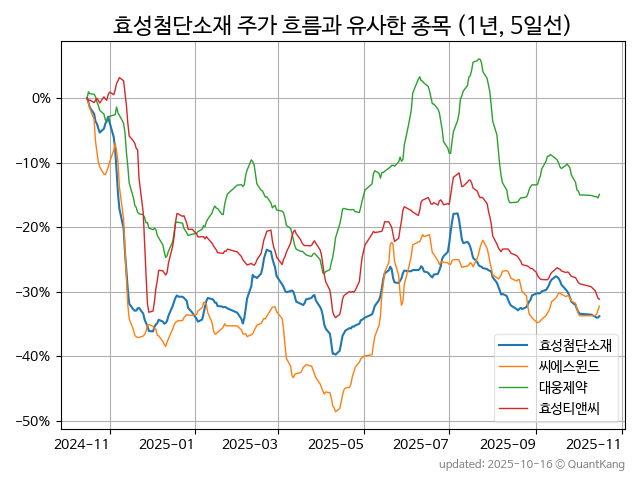 효성첨단소재 주가 흐름과 유사한 종목 (1년, 5일선)
0%
−10%
−20%
−30%
−40%
−50%
효성첨단소재
씨에스윈드
대웅제약
효성티앤씨
2024-11 2025-01 2025-03 2025-05 2025-07 2025-09 2025-11
updated: 2025-10-16 © QuantKang